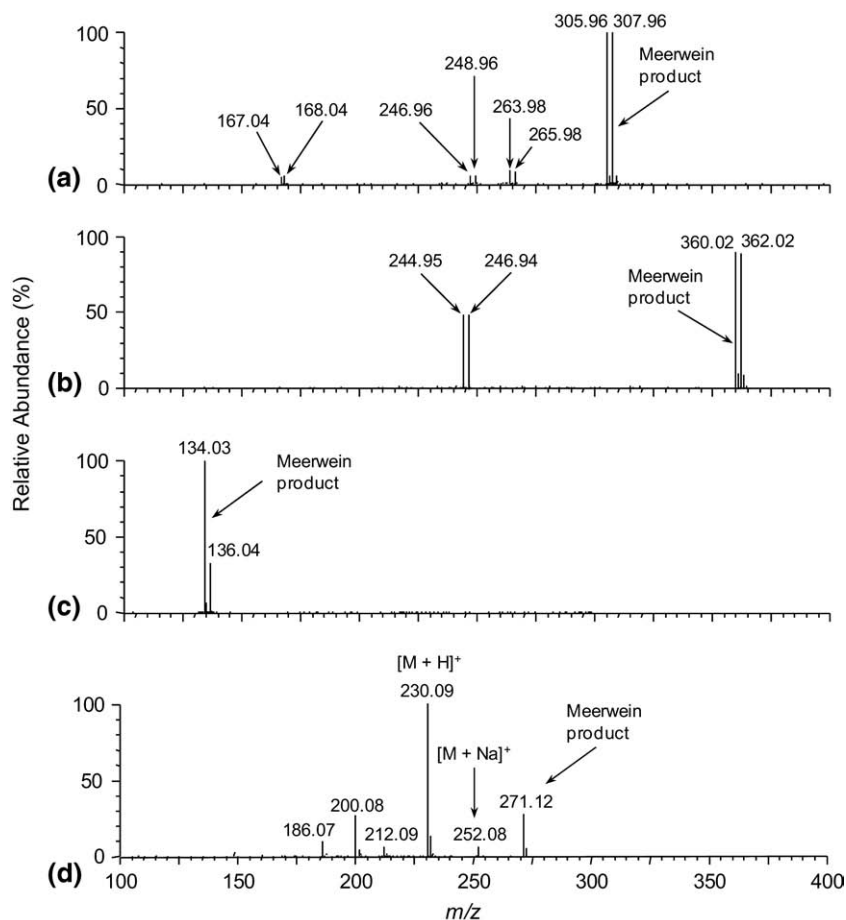 305.96 307.96
100
248.96
Meerwein
product
168.04
246.96
263.98
167.04
265.98
50
(a)
0
100
360.02 362.02
244.95
246.94
Meerwein
product
50
(b)
0
Relative Abundance (%)
134.03
100
Meerwein
product
50
136.04
(c)
0
[M + H]+
230.09
Meerwein
product
100
[M + Na]+
50
200.08
271.12
186.07
212.09
252.08
(d)
0
100 150 200 250 300 350 400
m/z